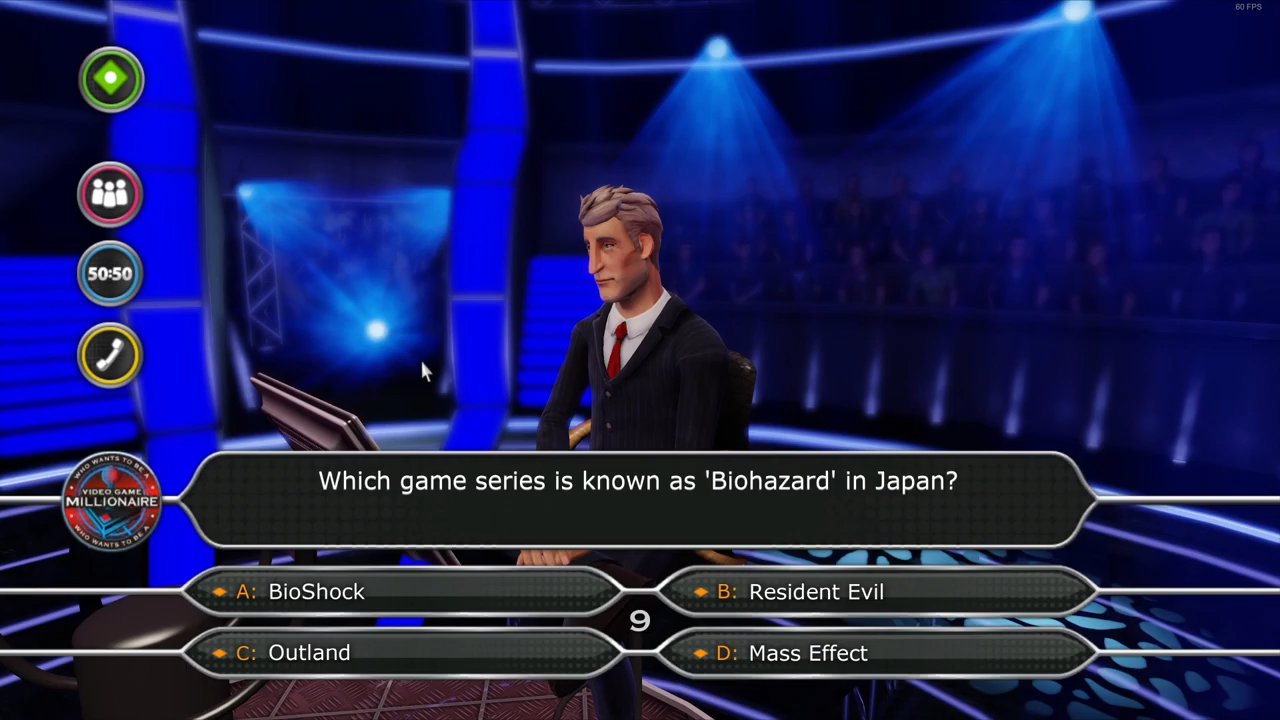 60 FPS
50:50
WHO WANTS TO BE A
VIDEO GAME
MILLIONAIRE
WHO WANTS TO BE A
Which game series is known as 'Biohazard' in Japan?
A: BioShock
B: Resident Evil
9
C: Outland
D: Mass Effect